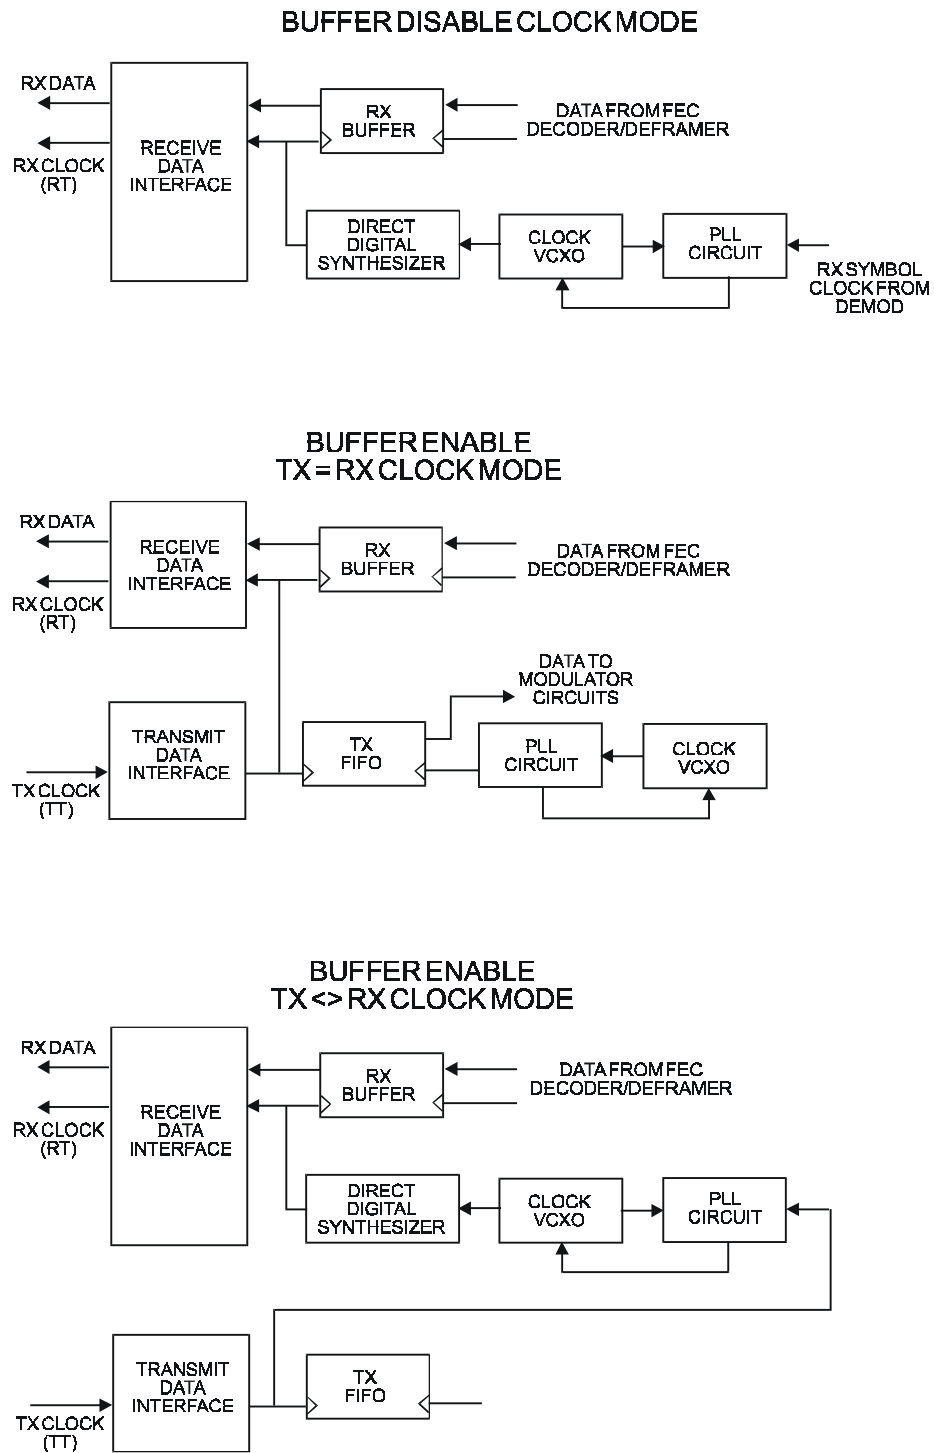 BUFFER DISABLE CLOCK MODE
RX DATA
RX CLOCK
(RT)
RECEIVE
DATA
INTERFACE
RX
BUFFER
DATA FROM FEC
DECODER/DEFRAMER
DIRECT
DIGITAL
SYNTHESIZER
CLOCK
VCXO
PLL
CIRCUIT
RX SYMBOL
CLOCK FROM
DEMOD
BUFFER ENABLE
TX = RX CLOCK MODE
RX DATA
RX CLOCK
(RT)
RECEIVE
DATA
INTERFACE
RX
BUFFER
DATA FROM FEC
DECODER/DEFRAMER
DATA TO
MODULATOR
CIRCUITS
TRANSMIT
DATA
INTERFACE
TX CLOCK
(TT)
TX
FIFO
PLL
CIRCUIT
CLOCK
VCXO
BUFFER ENABLE
TX <> RX CLOCK MODE
RX DATA
RX CLOCK
(RT)
RECEIVE
DATA
INTERFACE
RX
BUFFER
DATA FROM FEC
DECODER/DEFRAMER
DIRECT
DIGITAL
SYNTHESIZER
CLOCK
VCXO
PLL
CIRCUIT
TRANSMIT
DATA
INTERFACE
TX CLOCK
(TT)
TX
FIFO